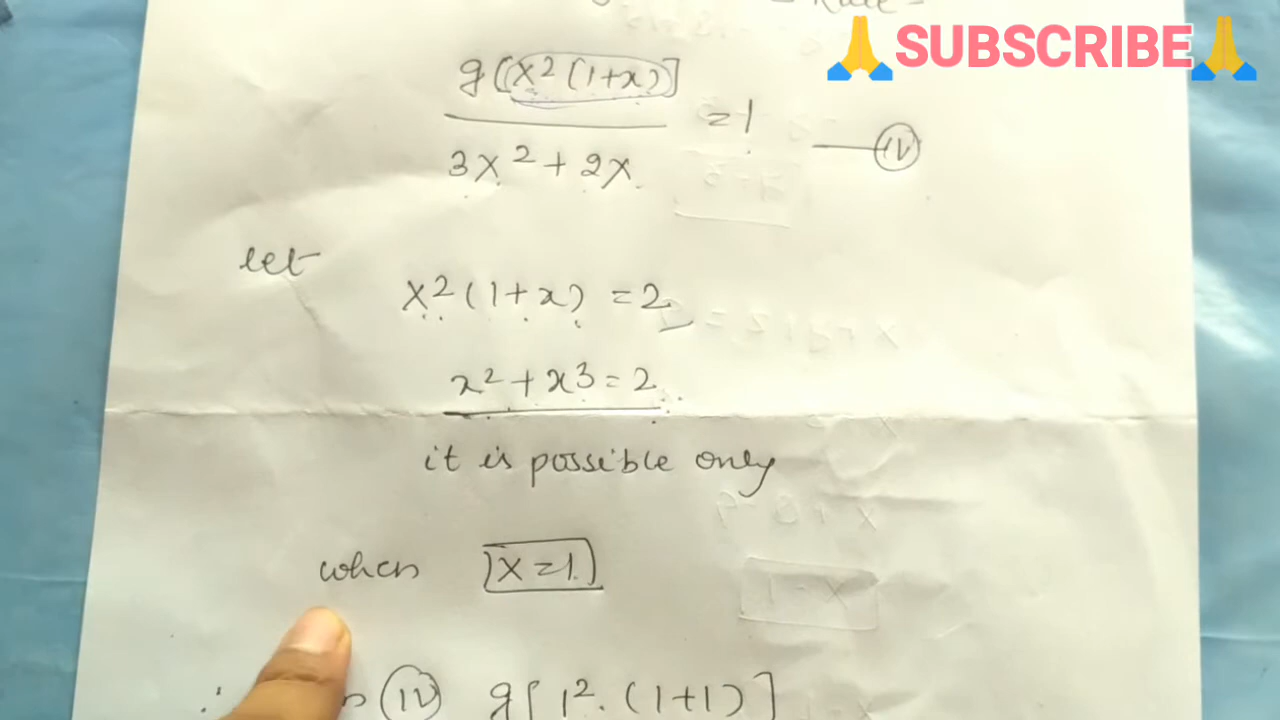 🙏SUBSCRIBE🙏
g[x²(1+x)]
3x²+2x
=1 — (IV)
let
x²(1+x) = 2
x²+x³=2
it is possible only
when x=1
(IV) g[1².(1+1)]